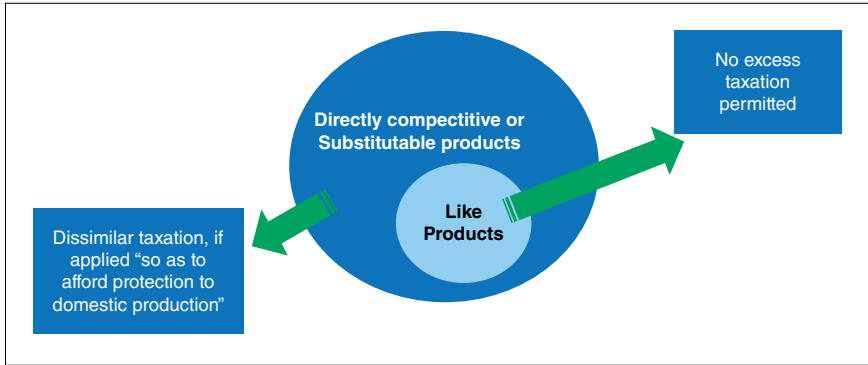 No excess
taxation
permitted
Directly compectitive or
Substitutable products
Like
Products
Dissimilar taxation, if
applied “so as to
afford protection to
domestic production”